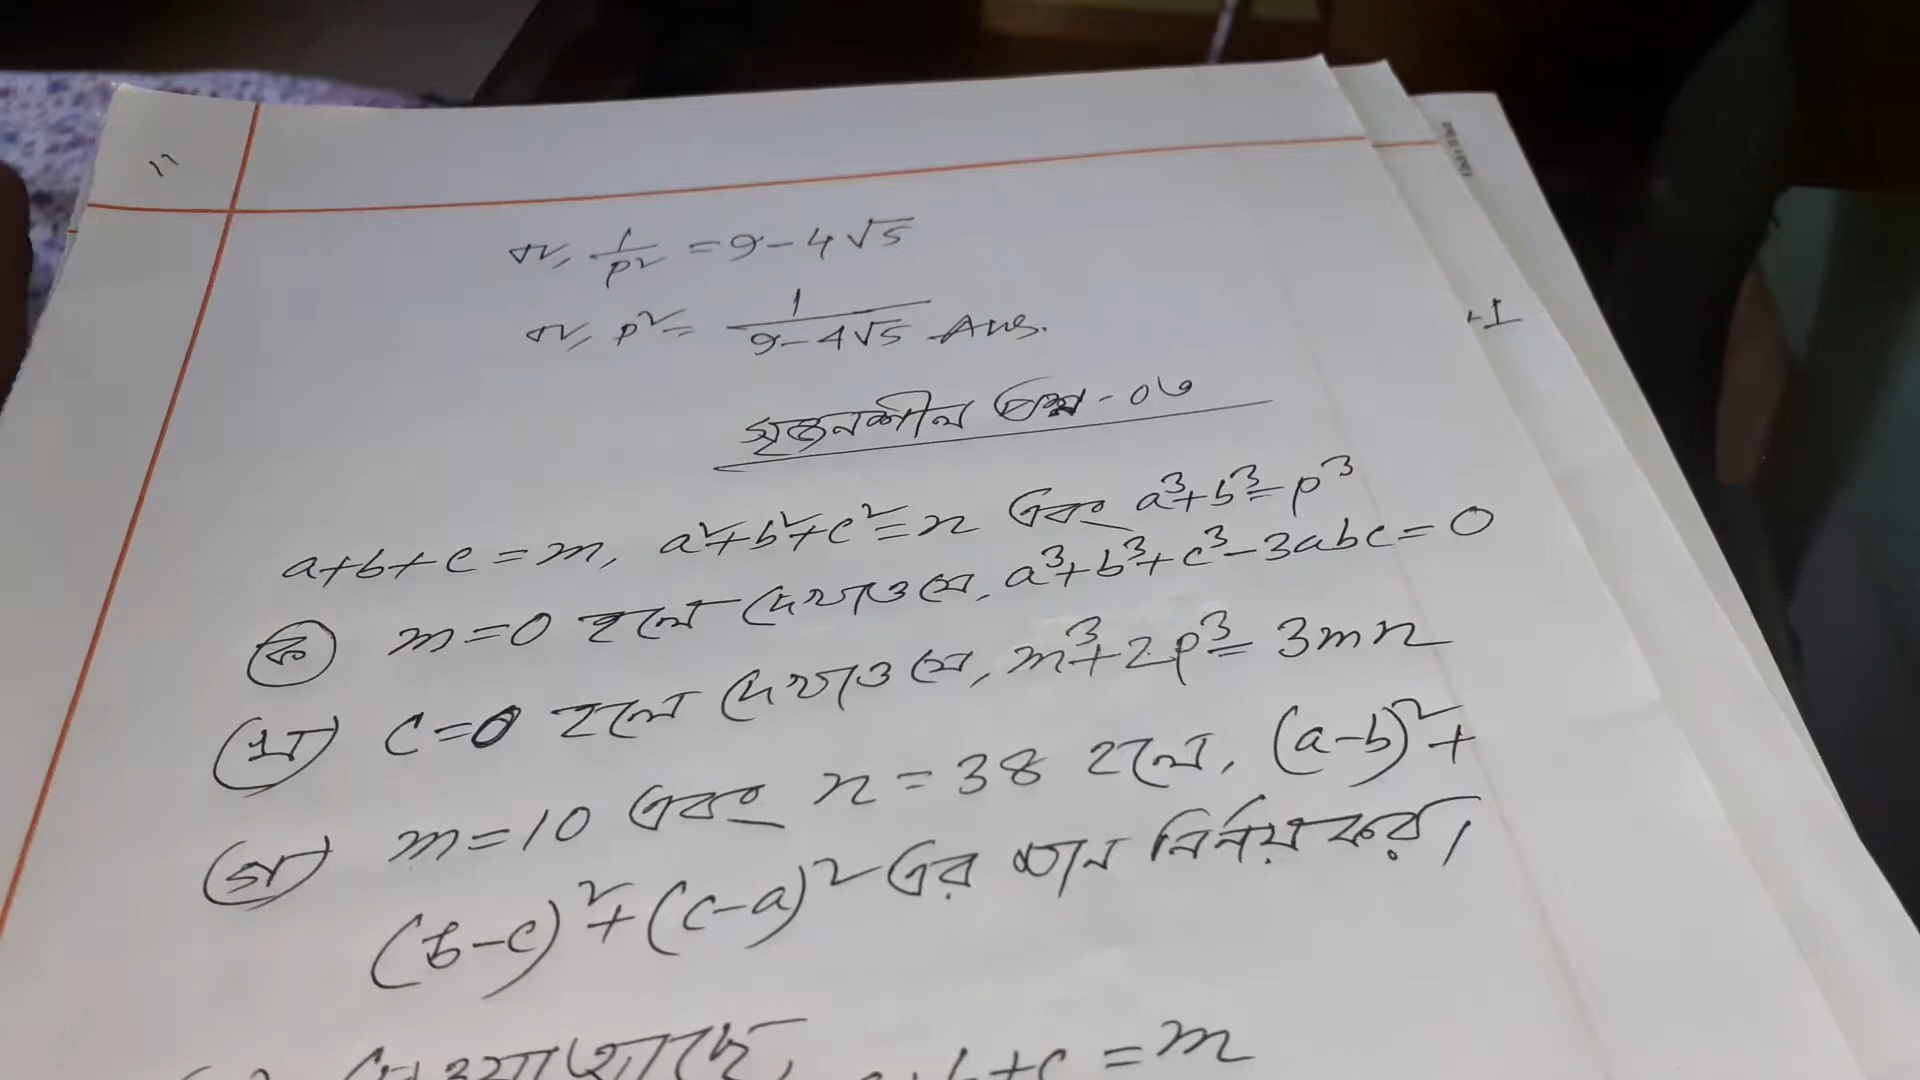 11
বা, 1/p² = 9-4√5
বা, p² = 1/(9-4√5) Ans.
সৃজনশীল প্রশ্ন-০৬
a+b+c=m, a²+b²+c²=n এবং a³+b³=p³
(ক) m=0 হলে দেখাও যে, a³+b³+c³-3abc=0
(খ) c=0 হলে দেখাও যে, m³+2p³=3mn
(গ) m=10 এবং n=38 হলে, (a-b)²+
(b-c)²+(c-a)² এর মান নির্নয় কর।
দেওয়া আছে, a+b+c=m